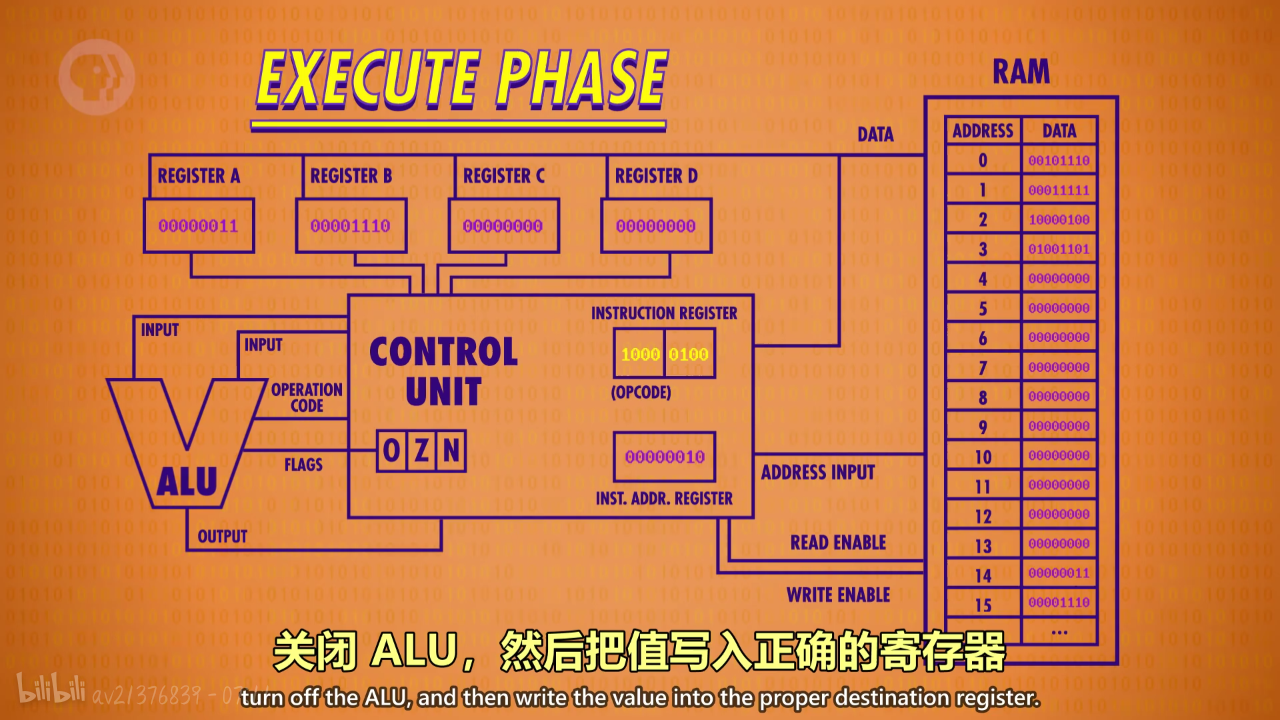 EXECUTE PHASE
RAM
DATA
ADDRESS DATA
0 00101110
1 00011111
2 10000100
3 01001101
4 00000000
5 00000000
6 00000000
7 00000000
8 00000000
9 00000000
10 00000000
11 00000000
12 00000000
13 00000000
14 00000011
15 00001110
...
REGISTER A
00000011
REGISTER B
00001110
REGISTER C
00000000
REGISTER D
00000000
INPUT
INPUT
OPERATION
CODE
FLAGS
ALU
OUTPUT
CONTROL
UNIT
O Z N
INSTRUCTION REGISTER
1000 0100
(OPCODE)
00000010
INST. ADDR. REGISTER
ADDRESS INPUT
READ ENABLE
WRITE ENABLE
关闭 ALU，然后把值写入正确的寄存器
turn off the ALU, and then write the value into the proper destination register.
bilibili av21376839